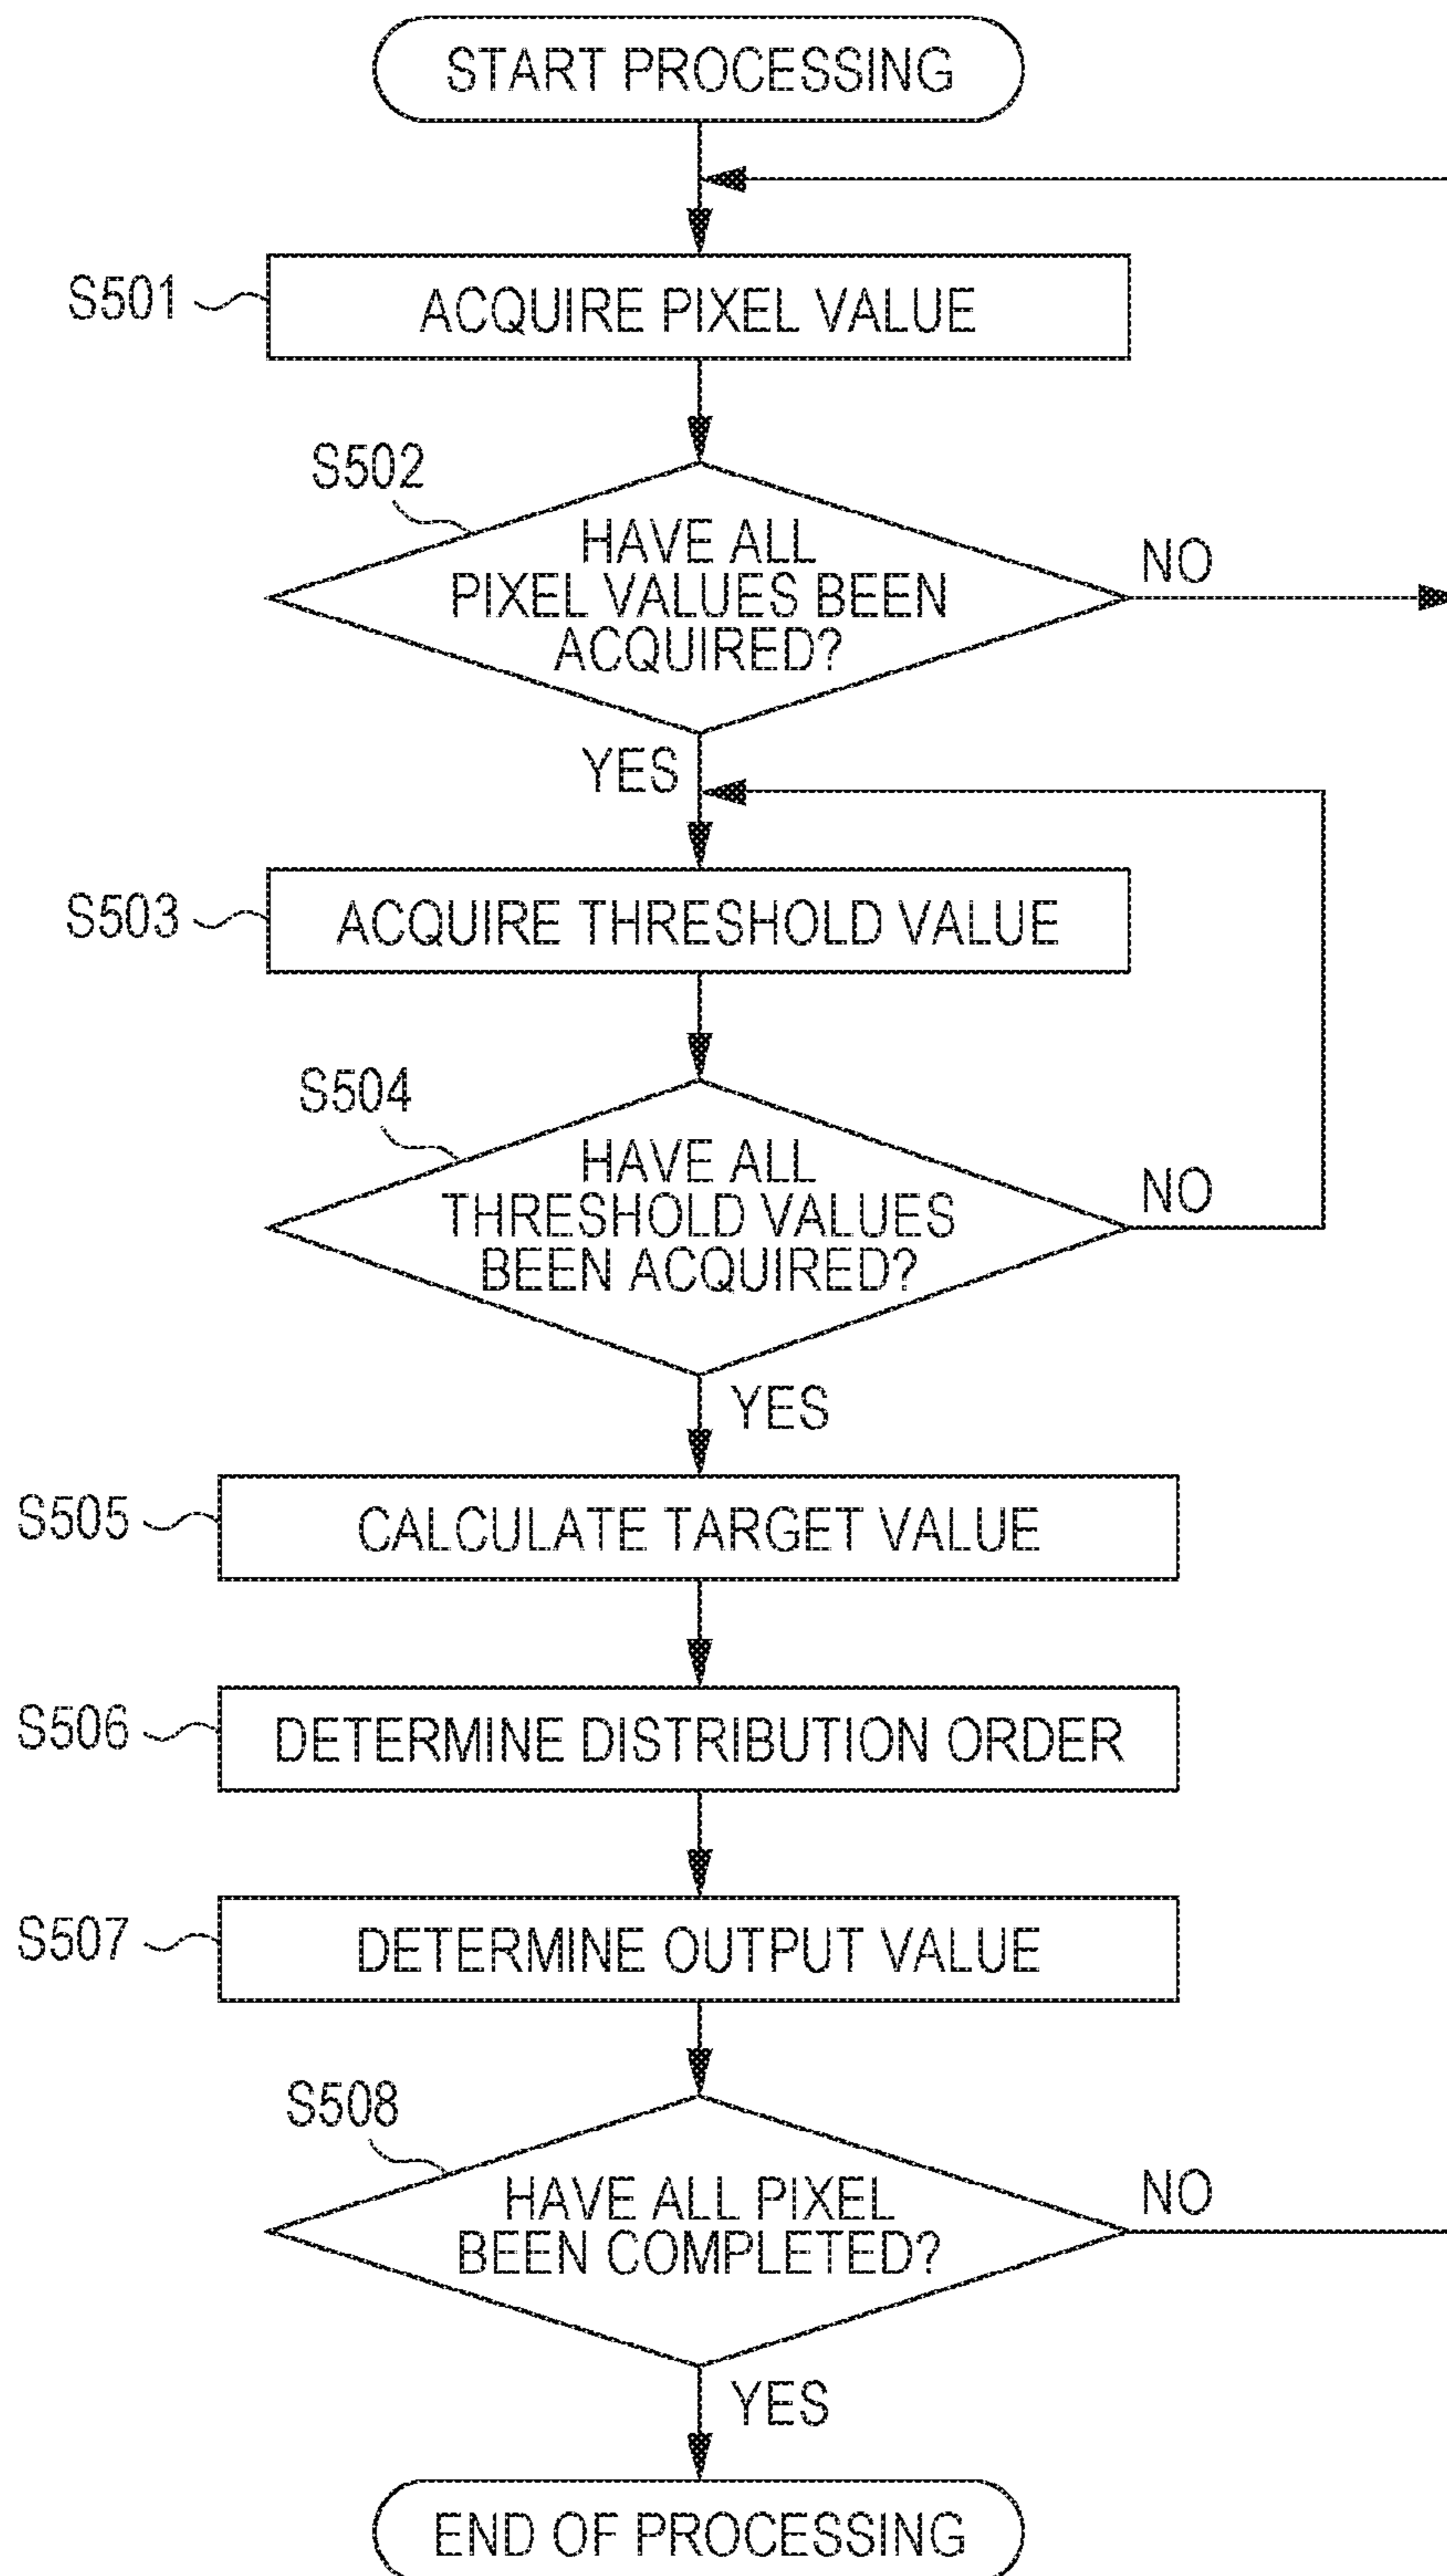 START PROCESSING
S501
ACQUIRE PIXEL VALUE
S502
HAVE ALL
PIXEL VALUES BEEN
ACQUIRED?
NO
YES
S503
ACQUIRE THRESHOLD VALUE
S504
HAVE ALL
THRESHOLD VALUES
BEEN ACQUIRED?
NO
YES
S505
CALCULATE TARGET VALUE
S506
DETERMINE DISTRIBUTION ORDER
S507
DETERMINE OUTPUT VALUE
S508
HAVE ALL PIXEL
BEEN COMPLETED?
NO
YES
END OF PROCESSING